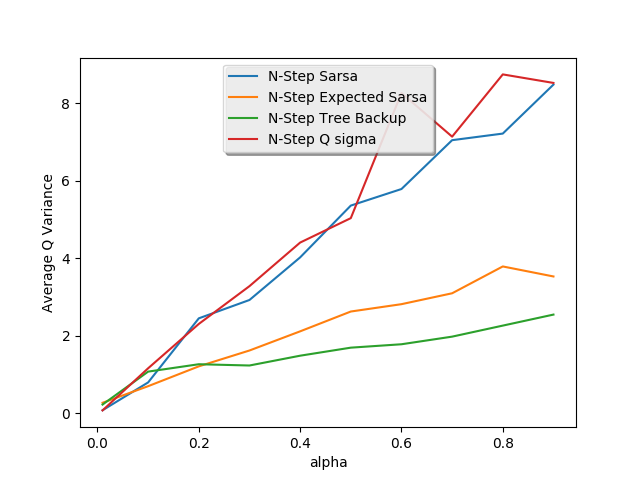 N-Step Sarsa
N-Step Expected Sarsa
N-Step Tree Backup
N-Step Q sigma
Average Q Variance
8
6
4
2
0
0.0 0.2 0.4 0.6 0.8
alpha